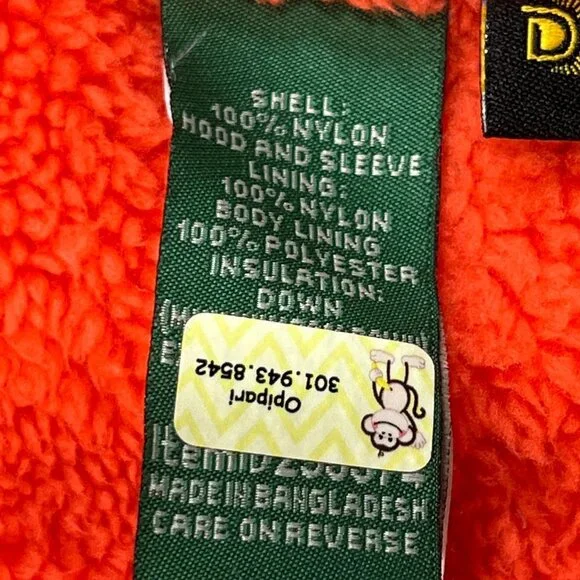 SHELL:
100% NYLON
HOOD AND SLEEVE
LINING:
100% NYLON
BODY LINING
100% POLYESTER
INSULATION:
DOWN
Opipari
301.943.8542
MADE IN BANGLADESH
CARE ON REVERSE
D